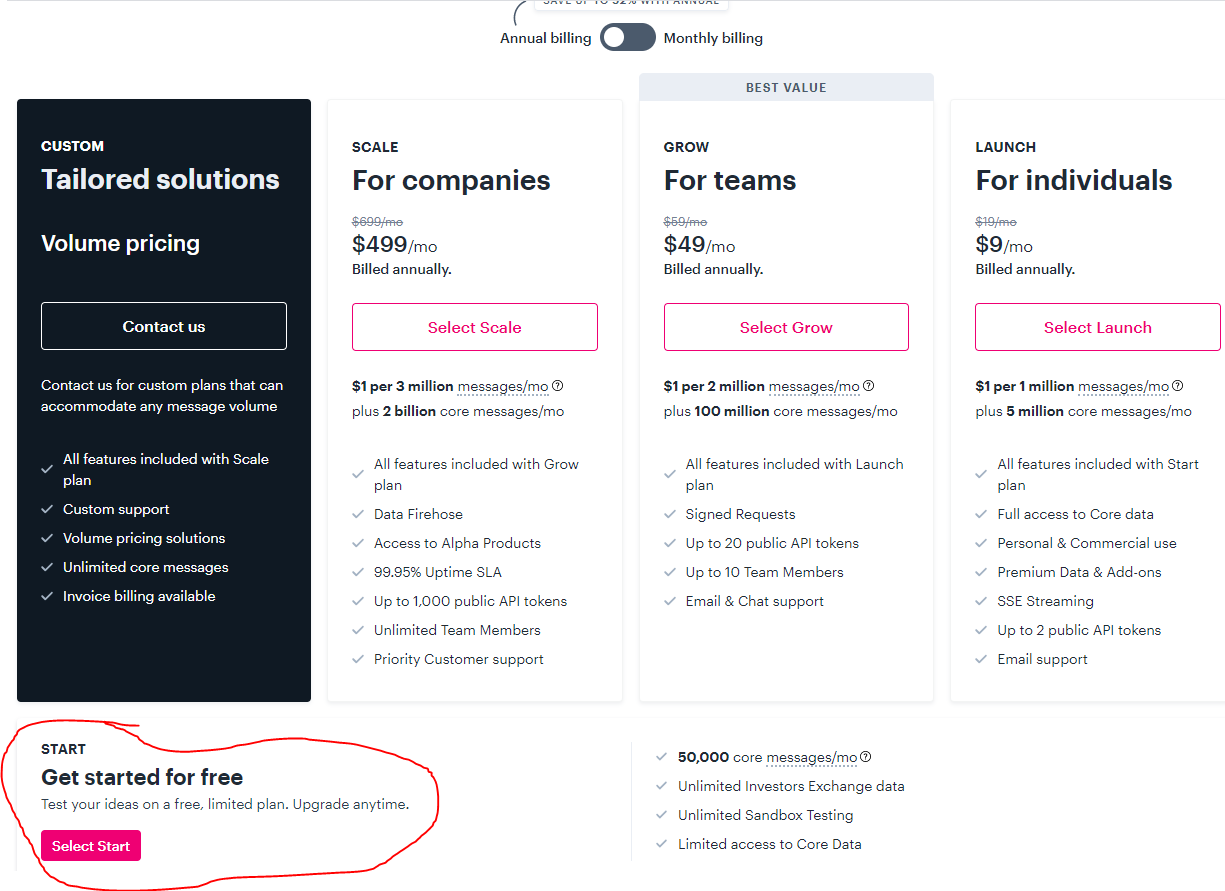 SAVE UP TO 52% WITH ANNUAL
Annual billing
Monthly billing
CUSTOM
Tailored solutions
Volume pricing
Contact us
Contact us for custom plans that can
accommodate any message volume
All features included with Scale
plan
Custom support
Volume pricing solutions
Unlimited core messages
Invoice billing available
SCALE
For companies
$699/mo
$499/mo
Billed annually.
Select Scale
$1 per 3 million messages/mo
plus 2 billion core messages/mo
All features included with Grow
plan
Data Firehose
Access to Alpha Products
99.95% Uptime SLA
Up to 1,000 public API tokens
Unlimited Team Members
Priority Customer support
BEST VALUE
GROW
For teams
$59/mo
$49/mo
Billed annually.
Select Grow
$1 per 2 million messages/mo
plus 100 million core messages/mo
All features included with Launch
plan
Signed Requests
Up to 20 public API tokens
Up to 10 Team Members
Email & Chat support
LAUNCH
For individuals
$19/mo
$9/mo
Billed annually.
Select Launch
$1 per 1 million messages/mo
plus 5 million core messages/mo
All features included with Start
plan
Full access to Core data
Personal & Commercial use
Premium Data & Add-ons
SSE Streaming
Up to 2 public API tokens
Email support
START
Get started for free
Test your ideas on a free, limited plan. Upgrade anytime.
Select Start
50,000 core messages/mo
Unlimited Investors Exchange data
Unlimited Sandbox Testing
Limited access to Core Data